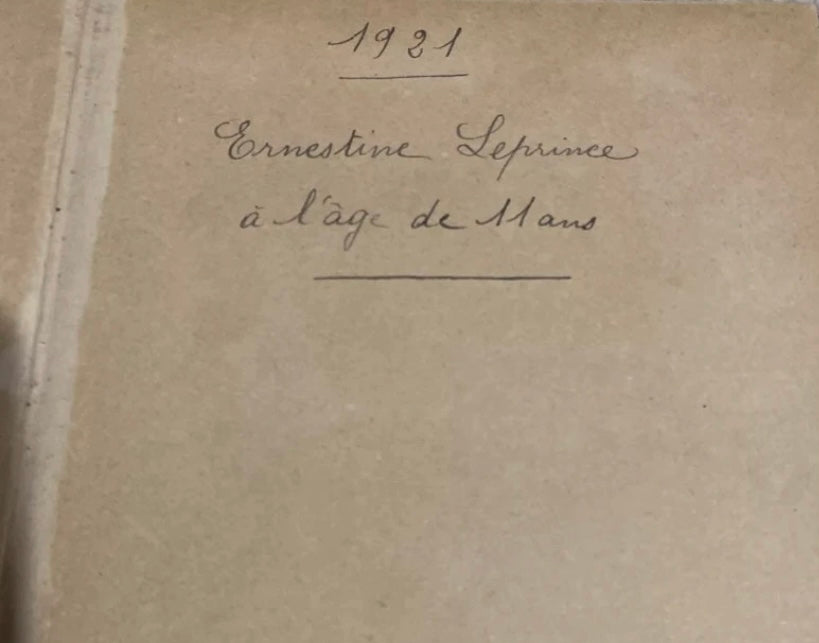 1921
Ernestine Leprince
à l'âge de 11 ans